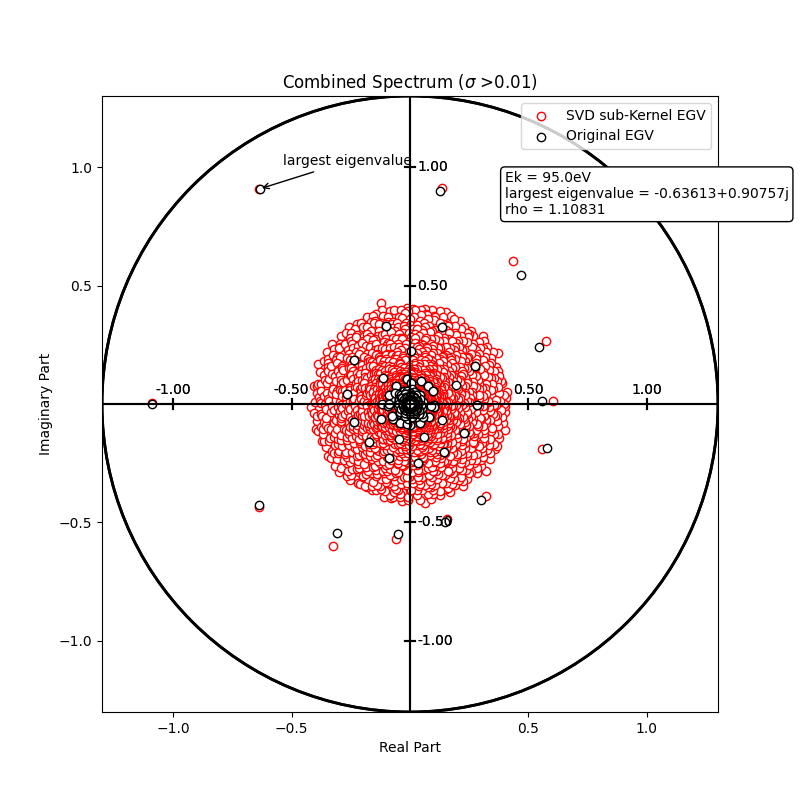 Combined Spectrum (σ >0.01)
SVD sub-Kernel EGV
Original EGV
largest eigenvalue
Ek = 95.0eV
largest eigenvalue = -0.63613+0.90757j
rho = 1.10831
1.0
0.5
0.0
−0.5
−1.0
1.00
0.50
-0.50
-1.00
-1.00
-0.50
0.50
1.00
−1.0
−0.5
0.5
1.0
Imaginary Part
Real Part